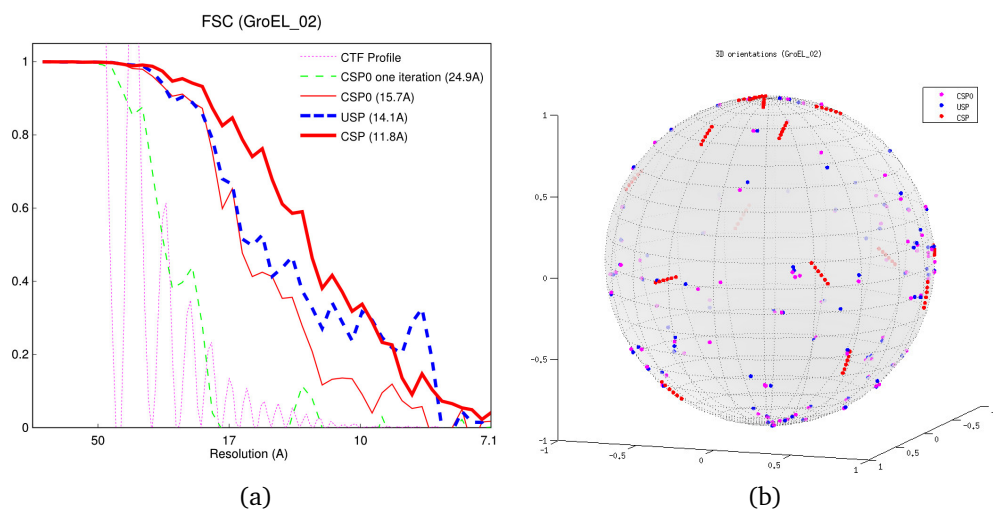 FSC (GroEL_02)
CTF Profile
CSP0 one iteration (24.9A)
CSP0 (15.7A)
USP (14.1A)
CSP (11.8A)
1
0.8
0.6
0.4
0.2
0
50
17
10
7.1
Resolution (A)
(a)
3D orientations (GroEL_02)
CSP0
USP
CSP
1
0.5
0
-0.5
-1
-1
-0.5
0
0.5
1
1
0.5
0
-0.5
(b)